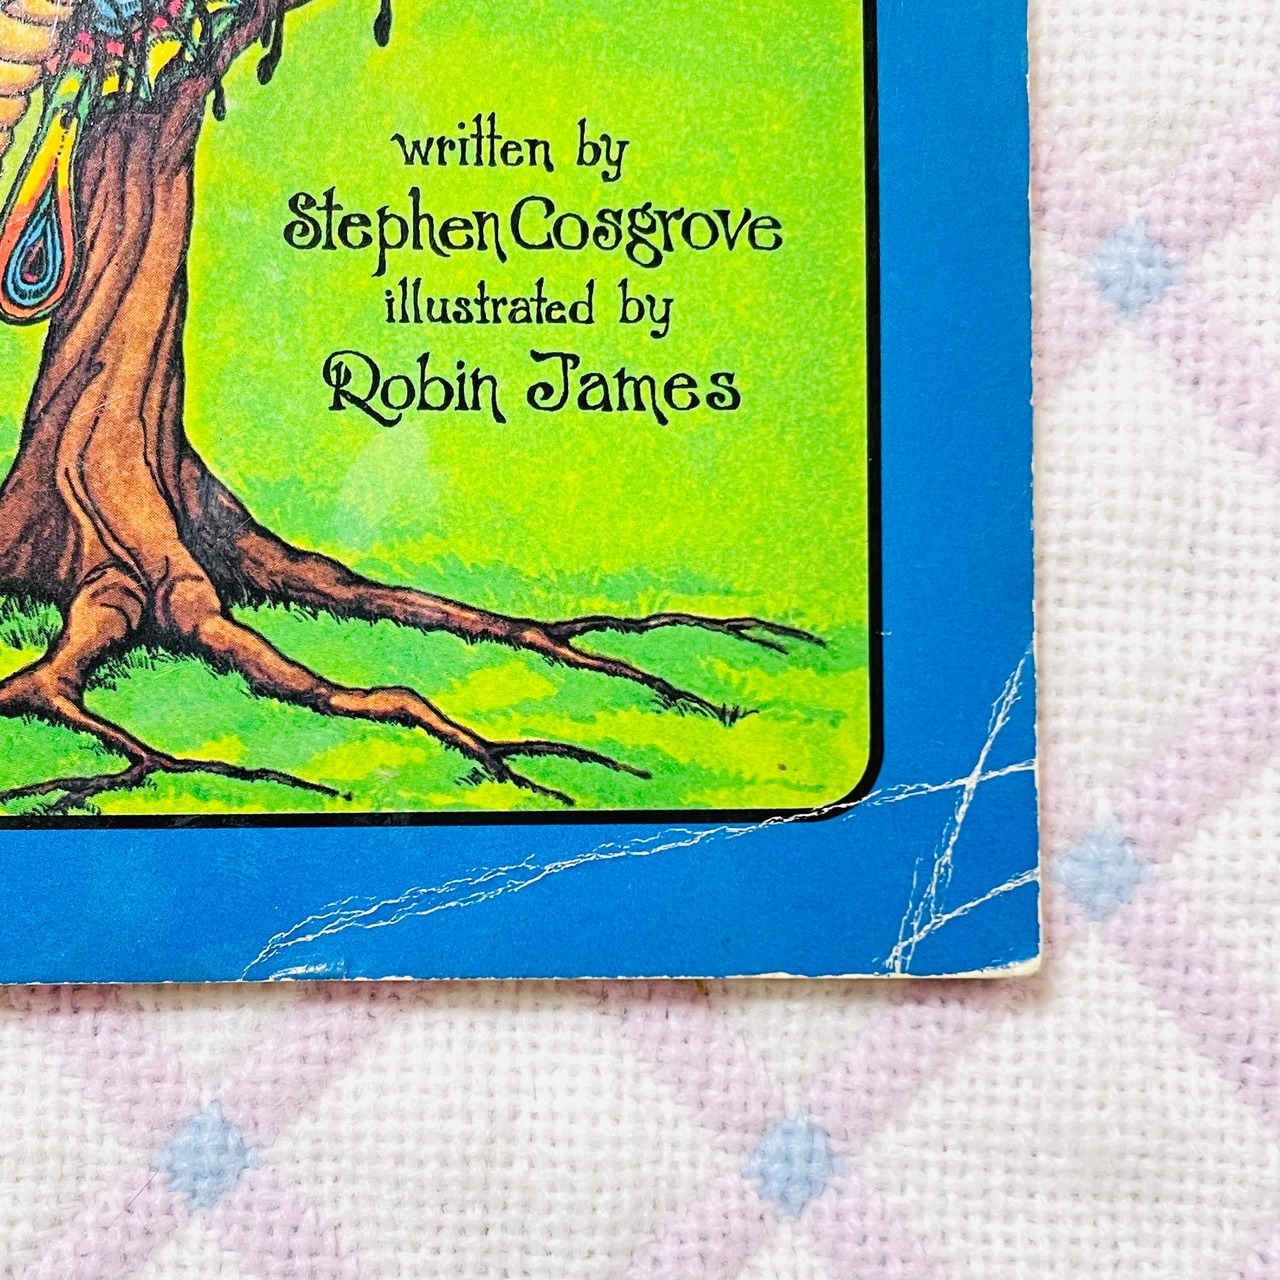 written by
Stephen Cosgrove
illustrated by
Robin James